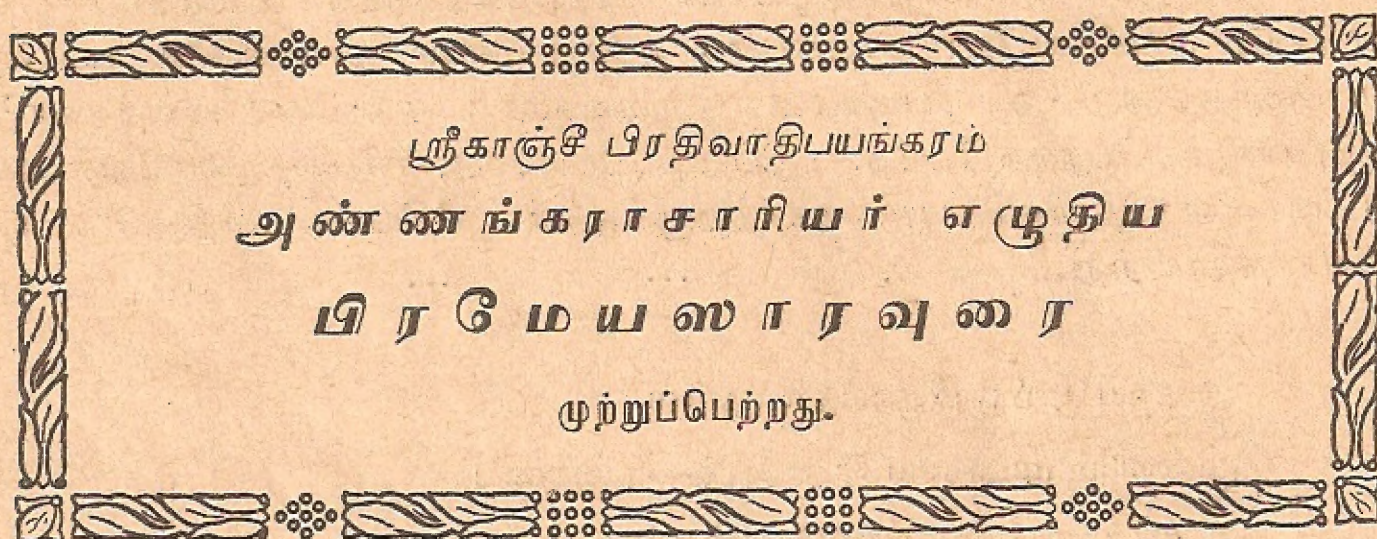 ஸ்ரீகாஞ்சீ பிரதிவாதிபயங்கரம்
அண்ணங்கராசாரியர் எழுதிய
பிரமேயஸாரவுரை
முற்றுப்பெற்றது.